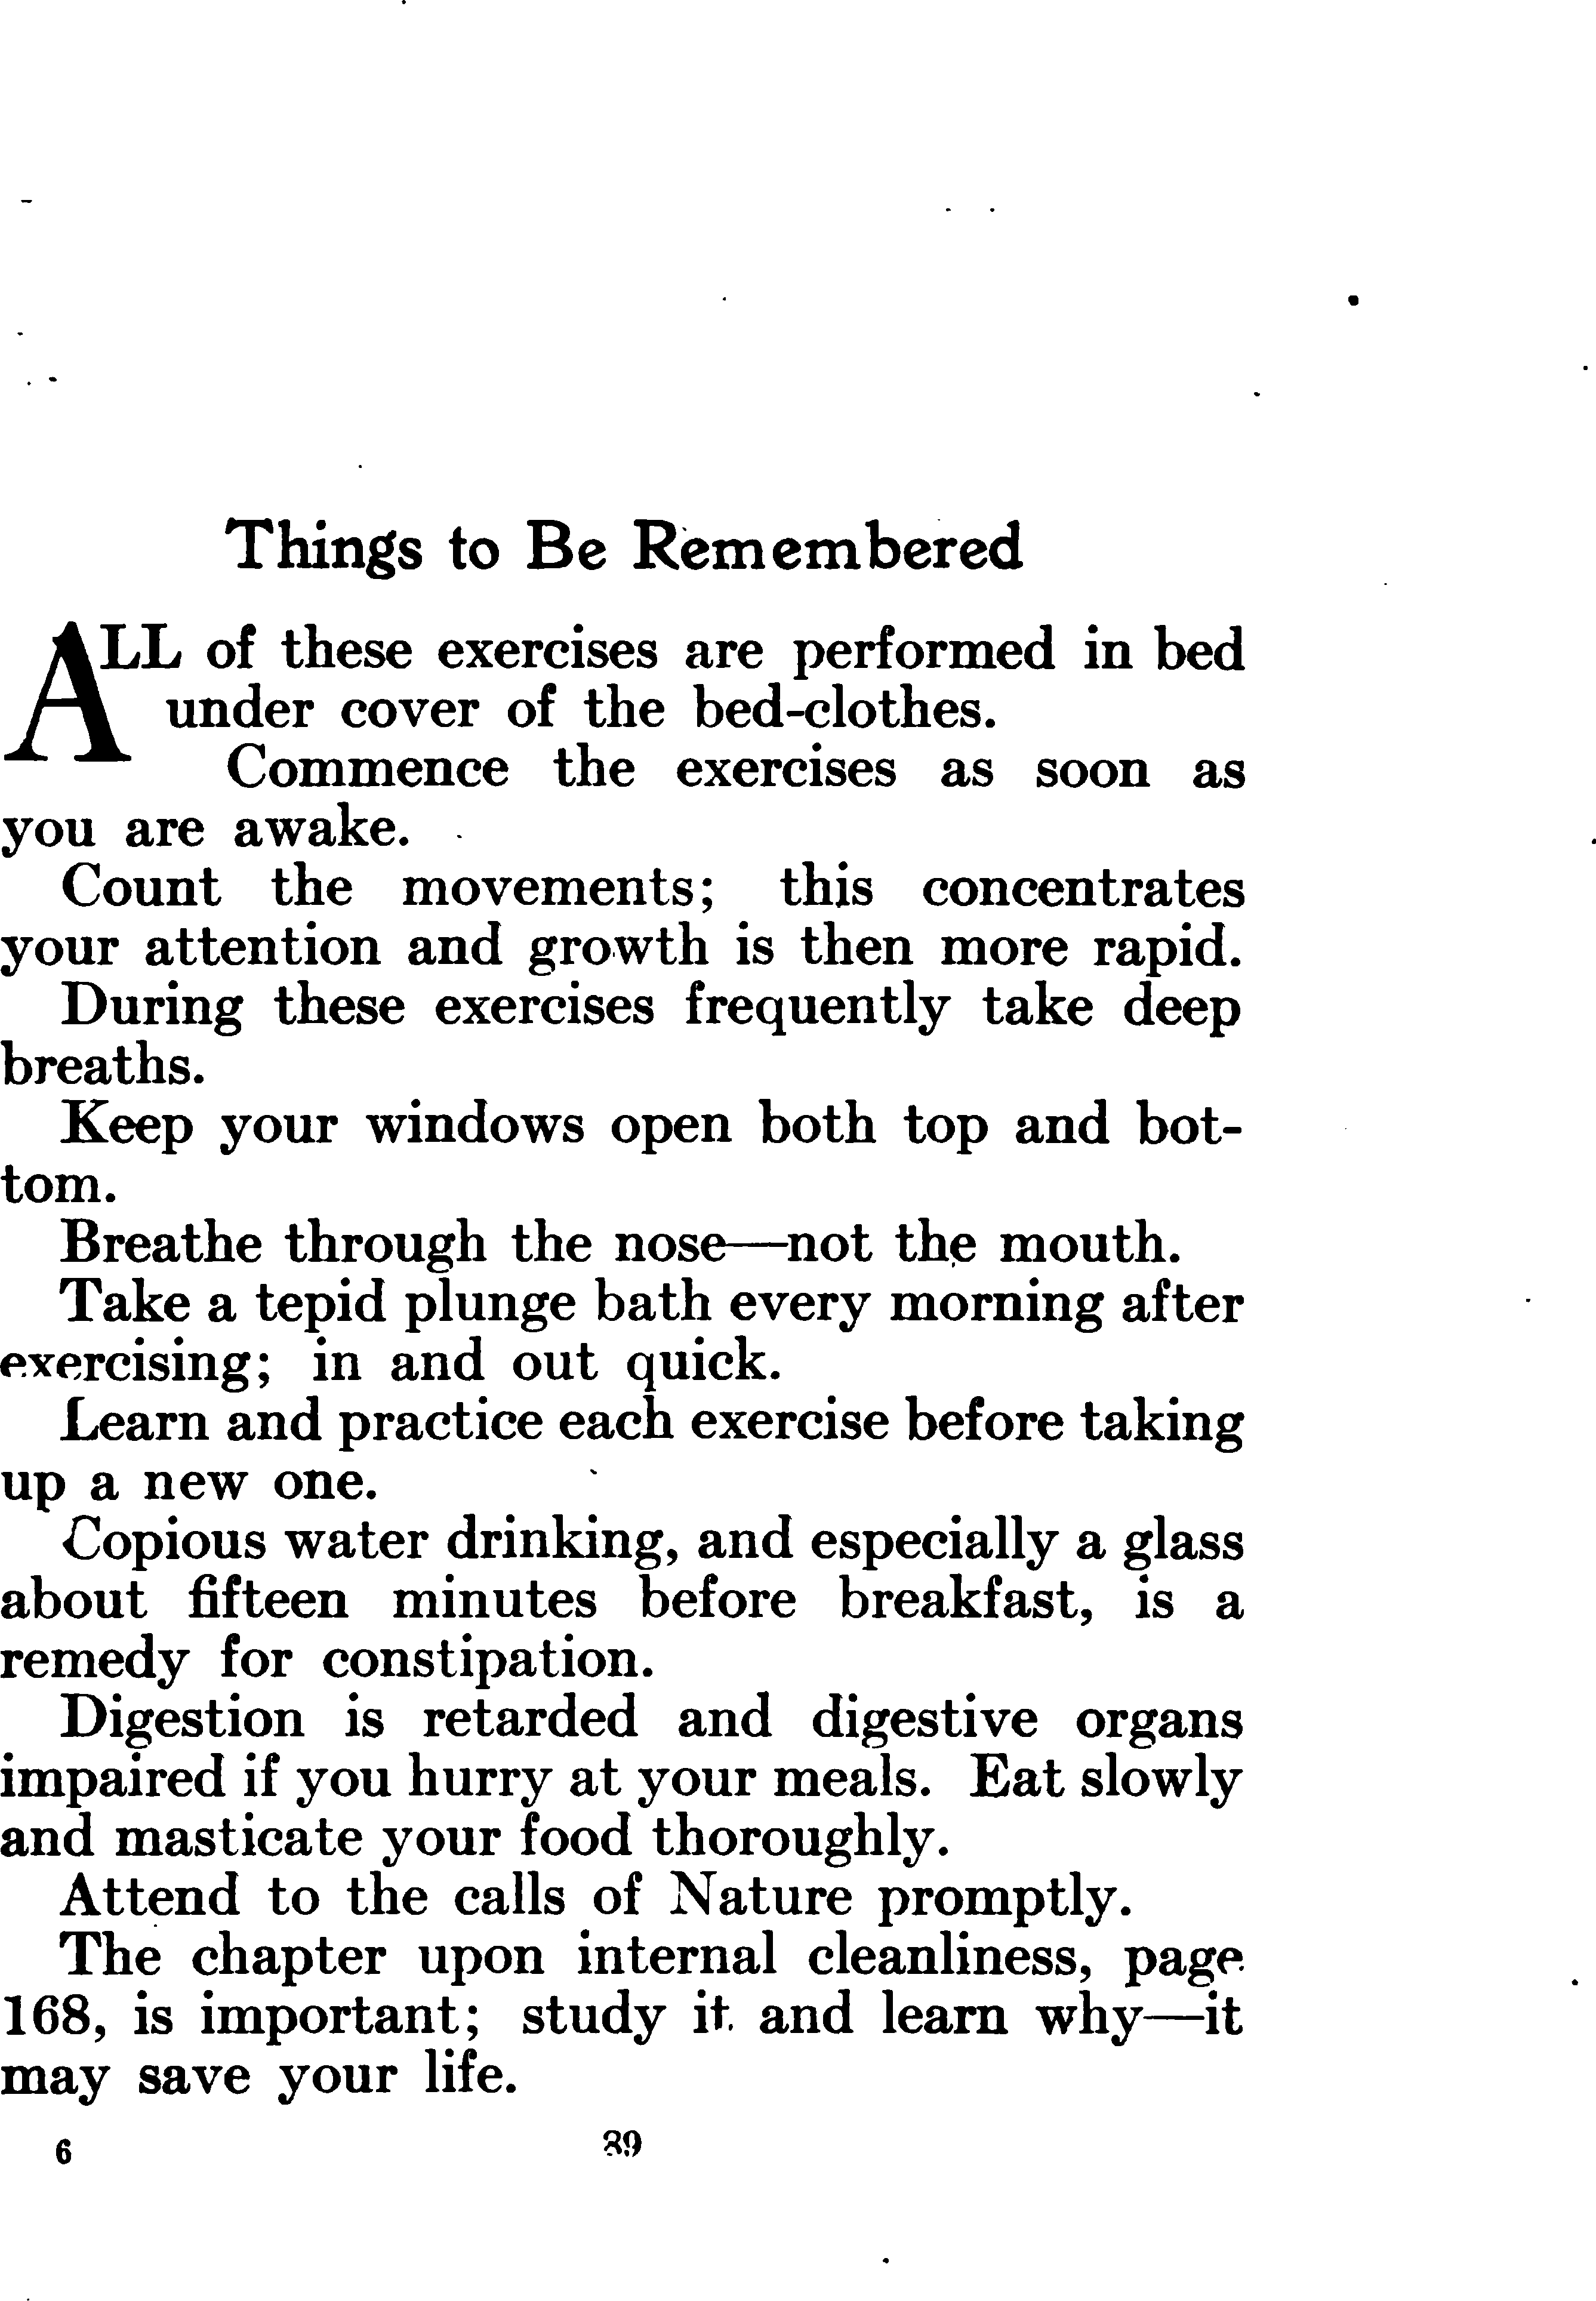 Things to Be Remembered
ALL of these exercises are performed in bed
under cover of the bed-clothes.
Commence the exercises as soon as
you are awake.
Count the movements; this concentrates
your attention and growth is then more rapid.
During these exercises frequently take deep
breaths.
Keep your windows open both top and bot-
tom.
Breathe through the nose—not the mouth.
Take a tepid plunge bath every morning after
exercising; in and out quick.
Learn and practice each exercise before taking
up a new one.
Copious water drinking, and especially a glass
about fifteen minutes before breakfast, is a
remedy for constipation.
Digestion is retarded and digestive organs
impaired if you hurry at your meals. Eat slowly
and masticate your food thoroughly.
Attend to the calls of Nature promptly.
The chapter upon internal cleanliness, page
168, is important; study it and learn why—it
may save your life.
6 89